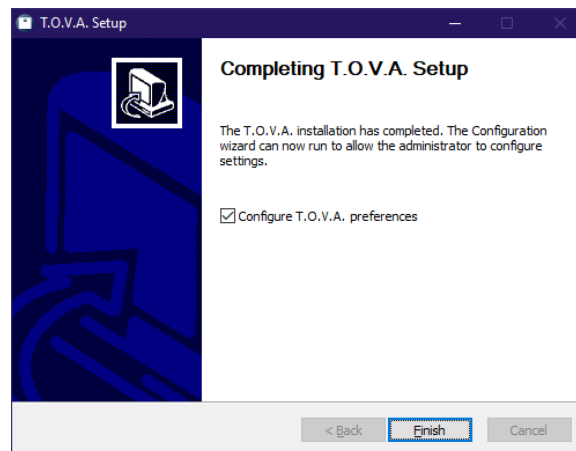 T.O.V.A. Setup
Completing T.O.V.A. Setup
The T.O.V.A. installation has completed. The Configuration
wizard can now run to allow the administrator to configure
settings.
Configure T.O.V.A. preferences
< Back
Finish
Cancel